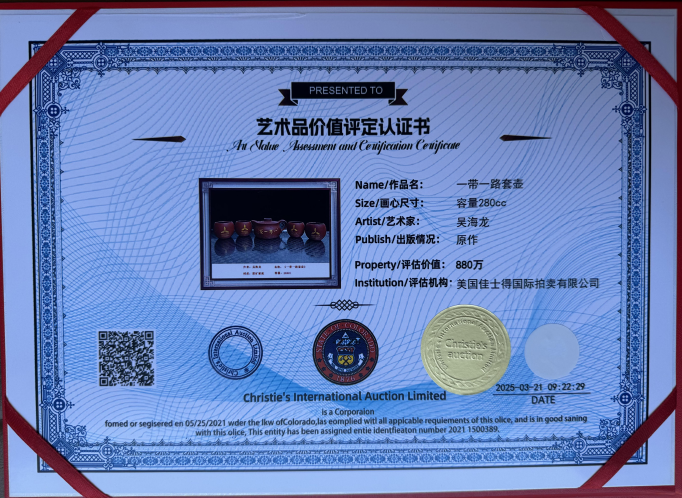 PRESENTED TO
艺术品价值评定认证书
Art Value Assessment and Certification Certificate
Name/作品名： 一带一路套壶
Size/画心尺寸： 容量280cc
Artist/艺术家： 吴海龙
Publish/出版情况： 原作
Property/评估价值： 880万
Institution/评估机构：美国佳士得国际拍卖有限公司
Christie's
auction
2025-03-21 09:22:29
DATE
Christie's International Auction Limited
is a Corporaion
fomed or segisered en 05/25/2021 wder the lkw ofColorado,las eomplied witl all appicable requiements of this olice, and is in good saning
with this olice, This entity has been assigned entie identfieaton number 2021 1500389.